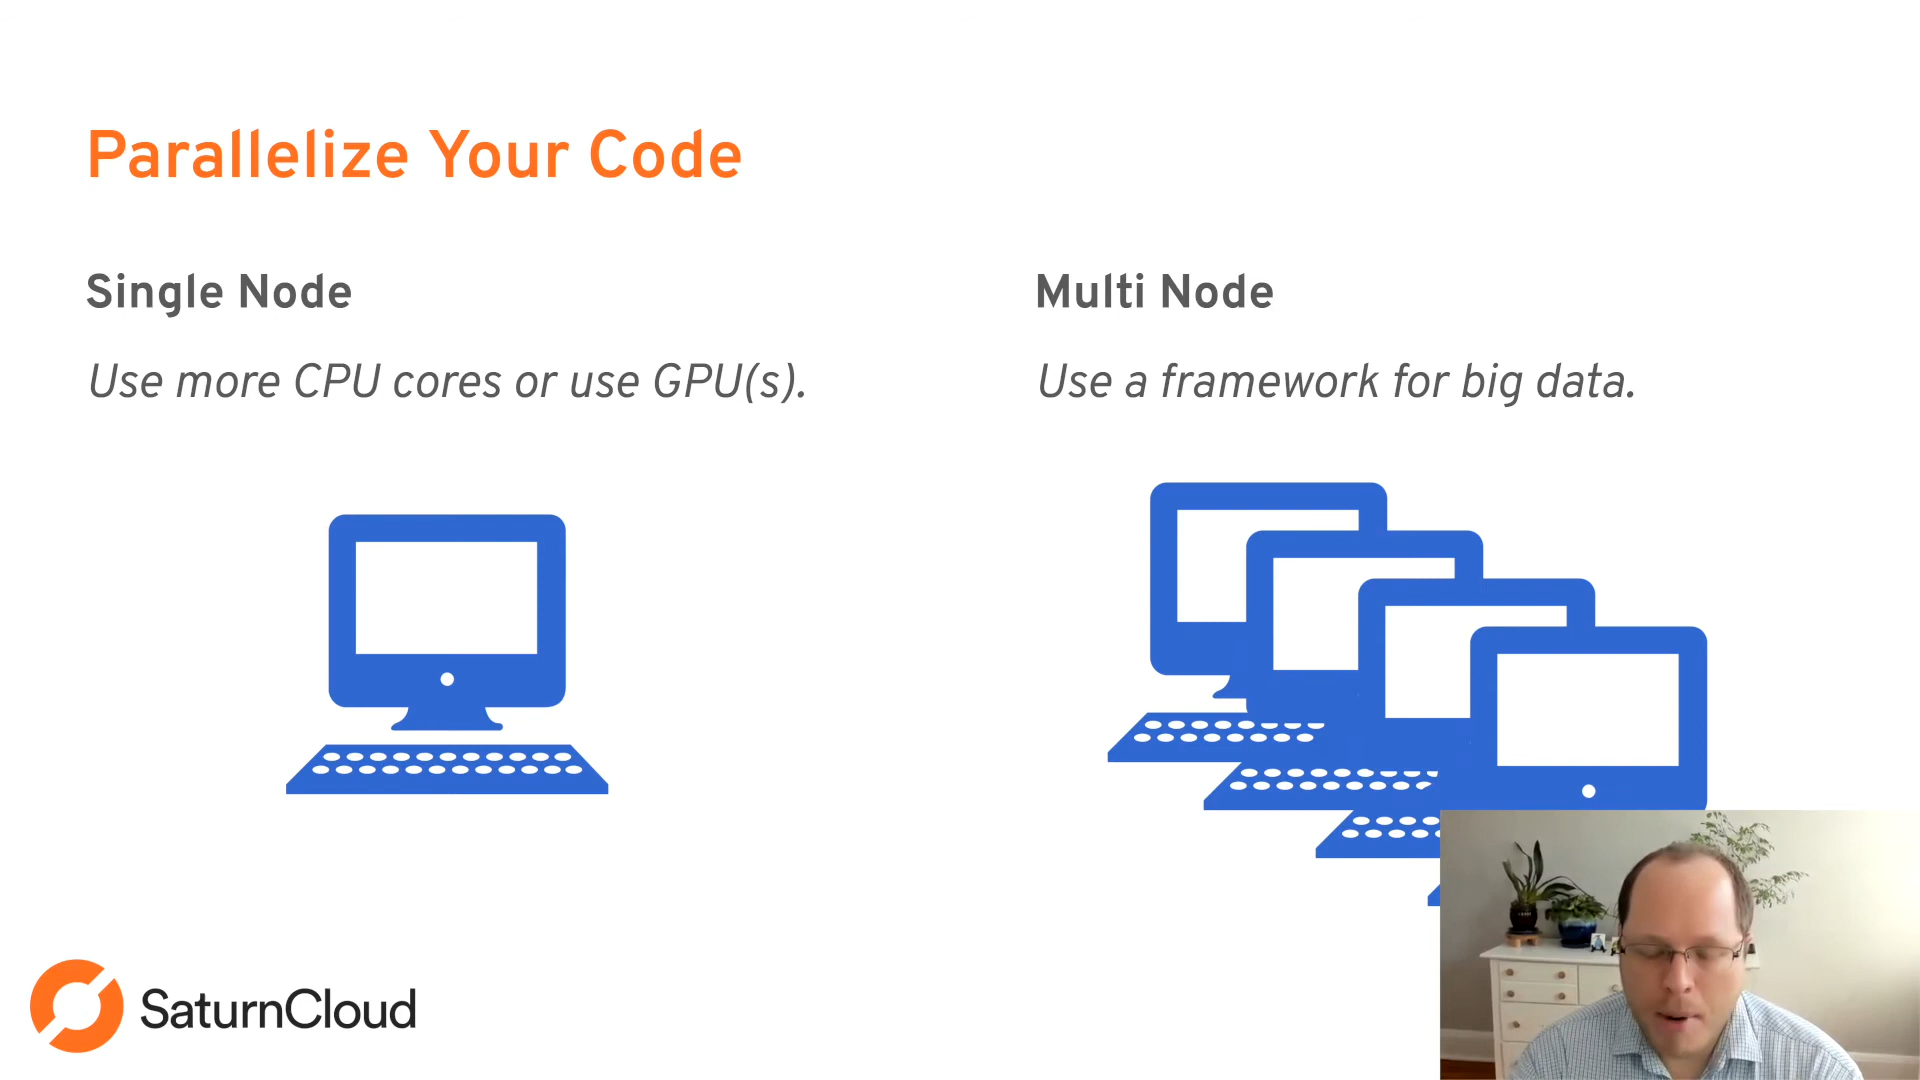 Parallelize Your Code
Single Node
Use more CPU cores or use GPU(s).
Multi Node
Use a framework for big data.
SaturnCloud